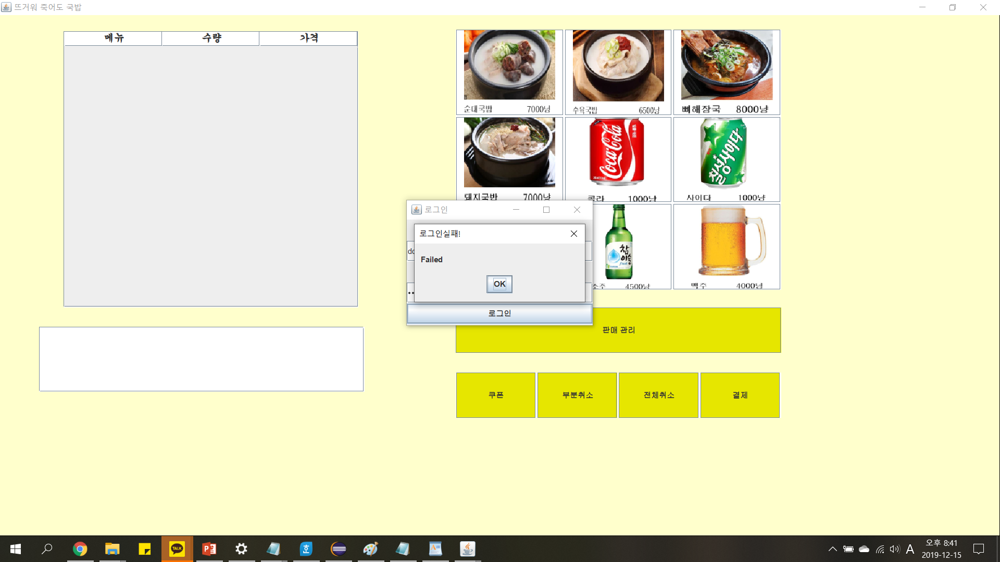 뜨거워 죽어도 국밥
메뉴 수량 가격
순대국밥 7000냥
수육국밥 6500냥
뼈해장국 8000냥
돼지국밥 7000냥
콜라 1000냥
사이다 1000냥
Coca-Cola
칠성사이다
로그인
로그인실패!
Failed
OK
로그인
참이슬
fresh
소주 4500냥
맥주 4000냥
판매 관리
쿠폰 부분취소 전체취소 결제
TALK
호
A
오후 8:41
2019-12-15